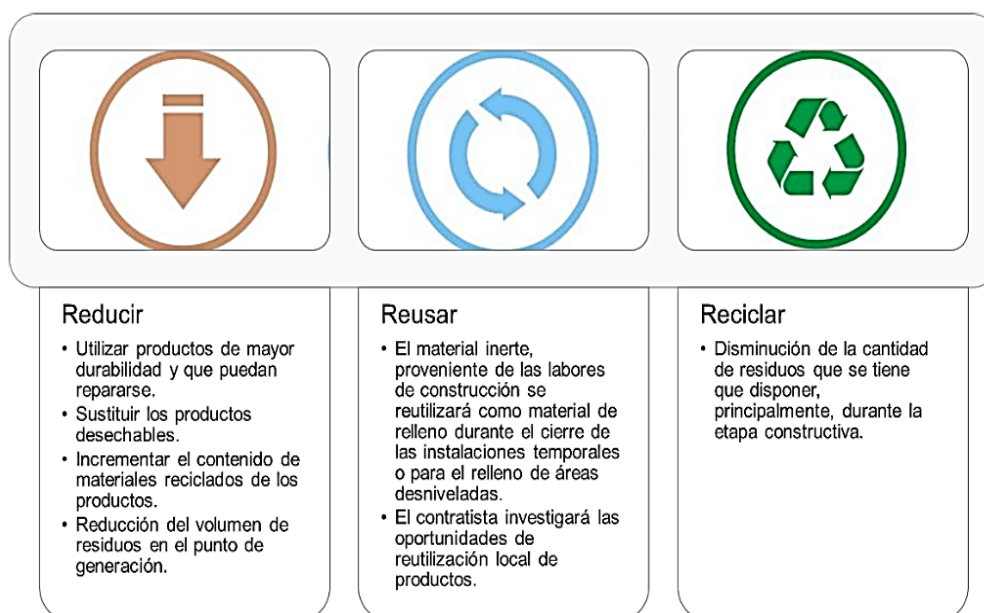 Reducir
• Utilizar productos de mayor
durabilidad y que puedan
repararse.
• Sustituir los productos
desechables.
• Incrementar el contenido de
materiales reciclados de los
productos.
• Reducción del volumen de
residuos en el punto de
generación.
Reusar
• El material inerte,
proveniente de las labores
de construcción se
reutilizará como material de
relleno durante el cierre de
las instalaciones temporales
o para el relleno de áreas
desniveladas.
• El contratista investigará las
oportunidades de
reutilización local de
productos.
Reciclar
• Disminución de la cantidad
de residuos que se tiene
que disponer,
principalmente, durante la
etapa constructiva.